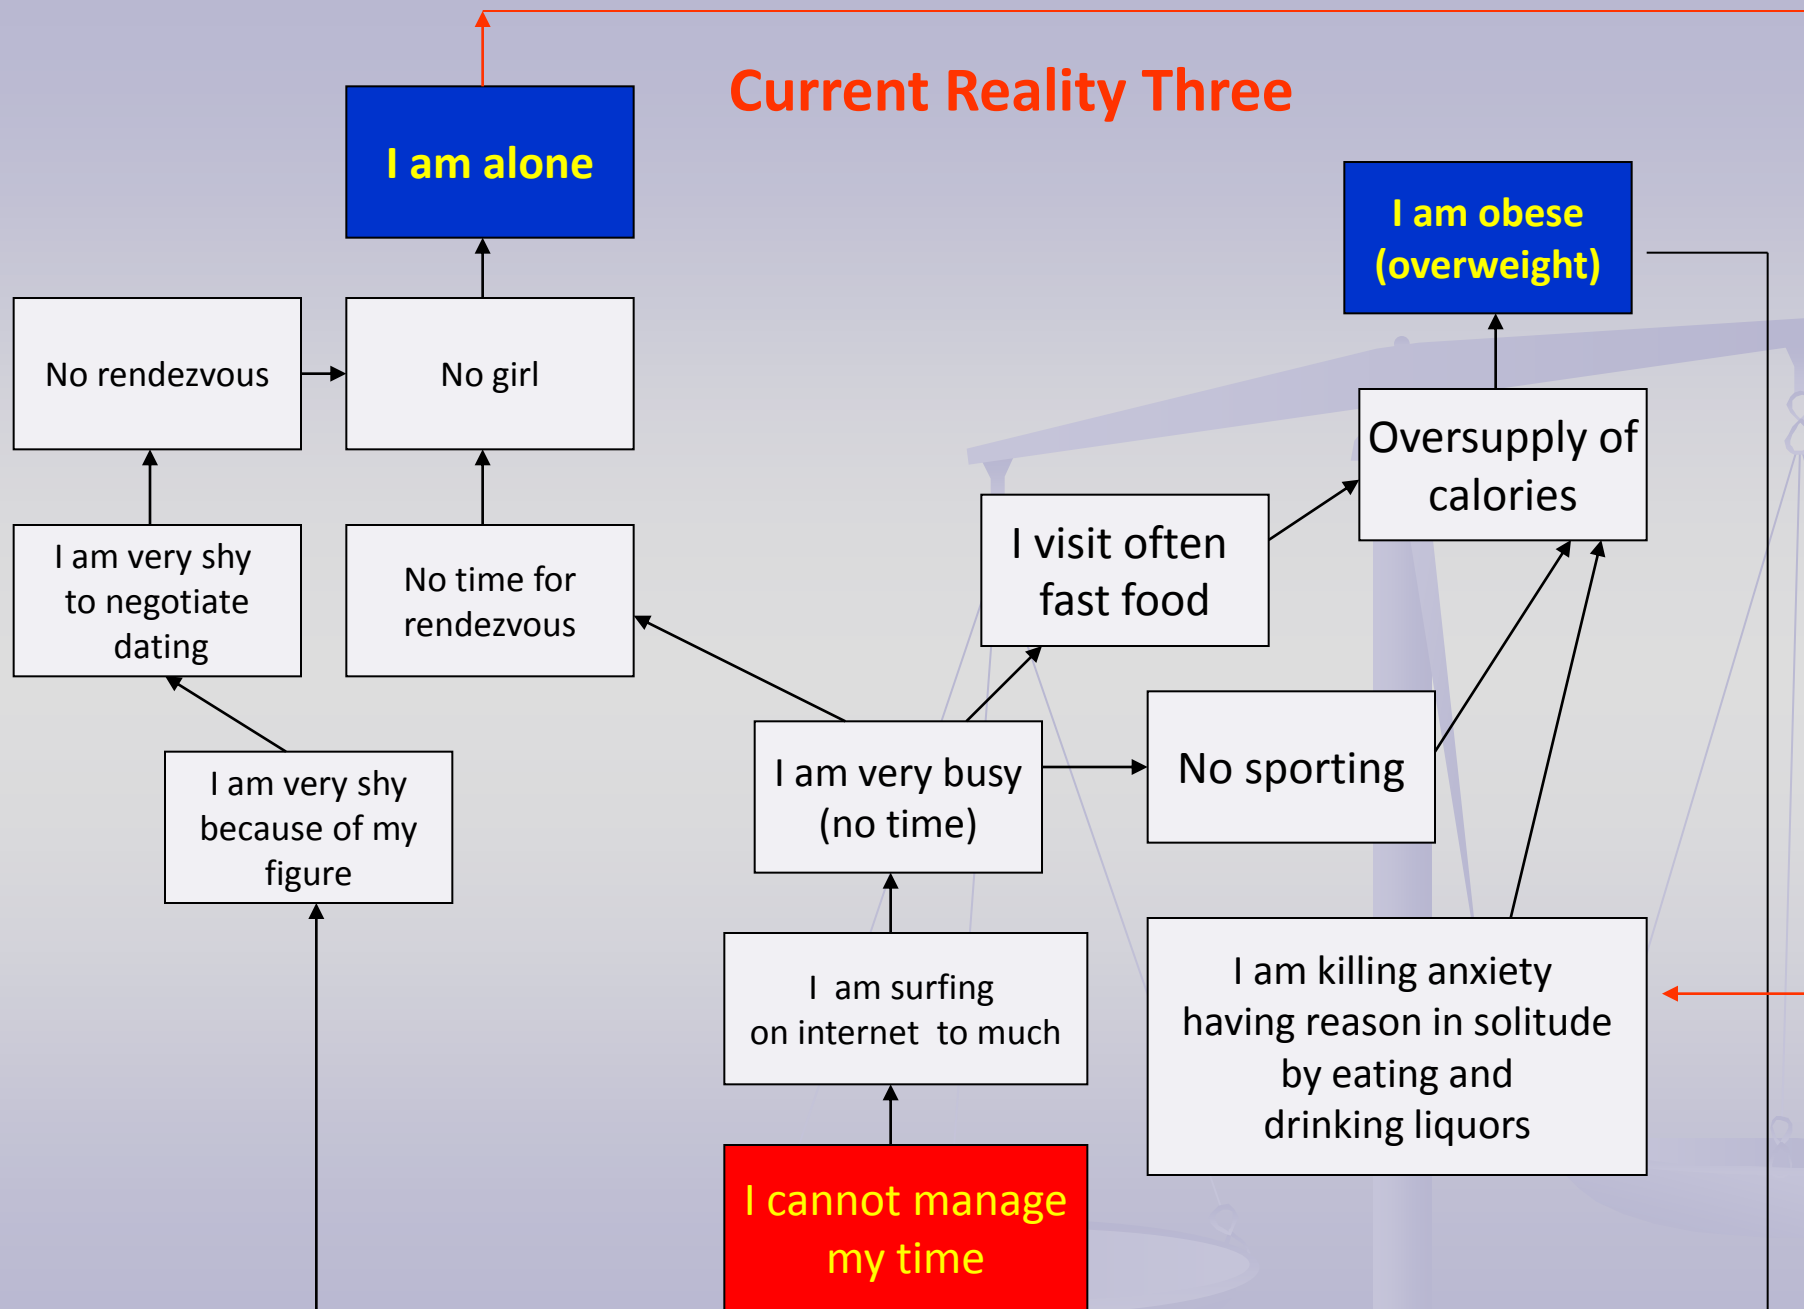 Current Reality Three
I am alone
I am obese
(overweight)
No rendezvous
No girl
Oversupply of
calories
I am very shy
to negotiate
dating
No time for
rendezvous
I visit often
fast food
I am very shy
because of my
figure
I am very busy
(no time)
No sporting
I am surfing
on internet to much
I am killing anxiety
having reason in solitude
by eating and
drinking liquors
I cannot manage
my time